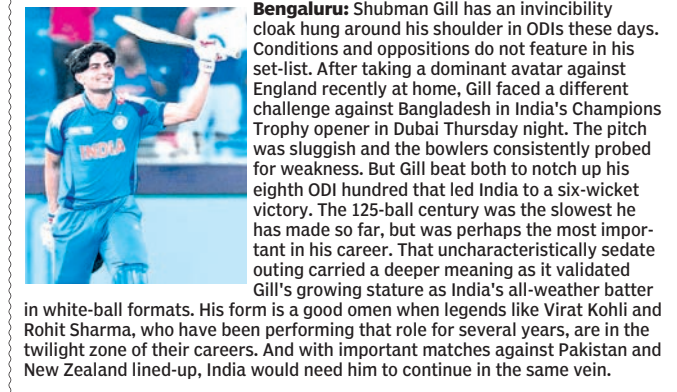 INDIA
Bengaluru: Shubman Gill has an invincibility
cloak hung around his shoulder in ODIs these days.
Conditions and oppositions do not feature in his
set-list. After taking a dominant avatar against
England recently at home, Gill faced a different
challenge against Bangladesh in India's Champions
Trophy opener in Dubai Thursday night. The pitch
was sluggish and the bowlers consistently probed
for weakness. But Gill beat both to notch up his
eighth ODI hundred that led India to a six-wicket
victory. The 125-ball century was the slowest he
has made so far, but was perhaps the most impor-
tant in his career. That uncharacteristically sedate
outing carried a deeper meaning as it validated
Gill's growing stature as India's all-weather batter
in white-ball formats. His form is a good omen when legends like Virat Kohli and
Rohit Sharma, who have been performing that role for several years, are in the
twilight zone of their careers. And with important matches against Pakistan and
New Zealand lined-up, India would need him to continue in the same vein.